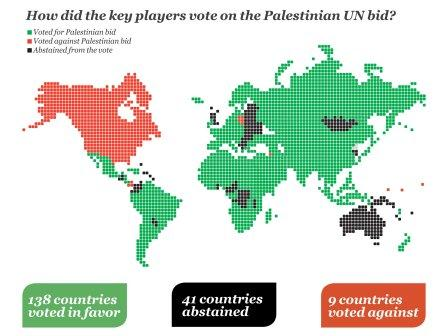 How did the key players vote on the Palestinian UN bid?
Voted for Palestinian bid
Voted against Palestinian bid
Abstained from the vote
138 countries
voted in favor
41 countries
abstained
9 countries
voted against